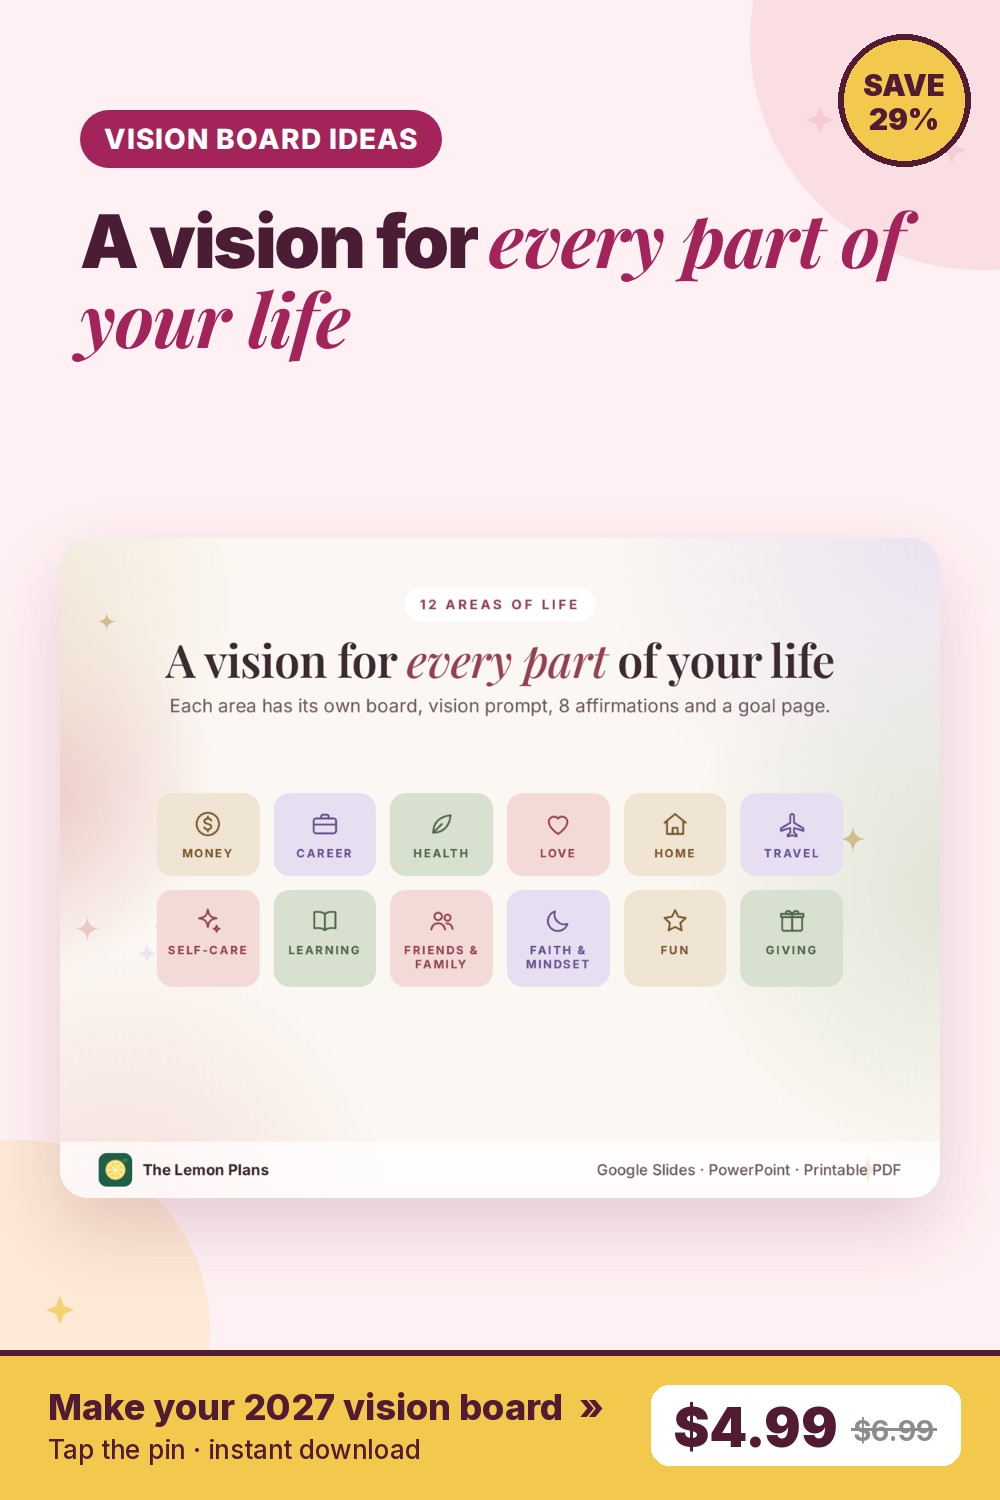 SAVE
29%
VISION BOARD IDEAS
A vision for every part of
your life
12 AREAS OF LIFE
A vision for every part of your life
Each area has its own board, vision prompt, 8 affirmations and a goal page.
MONEY
CAREER
HEALTH
LOVE
HOME
TRAVEL
SELF-CARE
LEARNING
FRIENDS &
FAMILY
FAITH &
MINDSET
FUN
GIVING
The Lemon Plans
Google Slides · PowerPoint · Printable PDF
Make your 2027 vision board »
Tap the pin · instant download
$4.99 $6.99